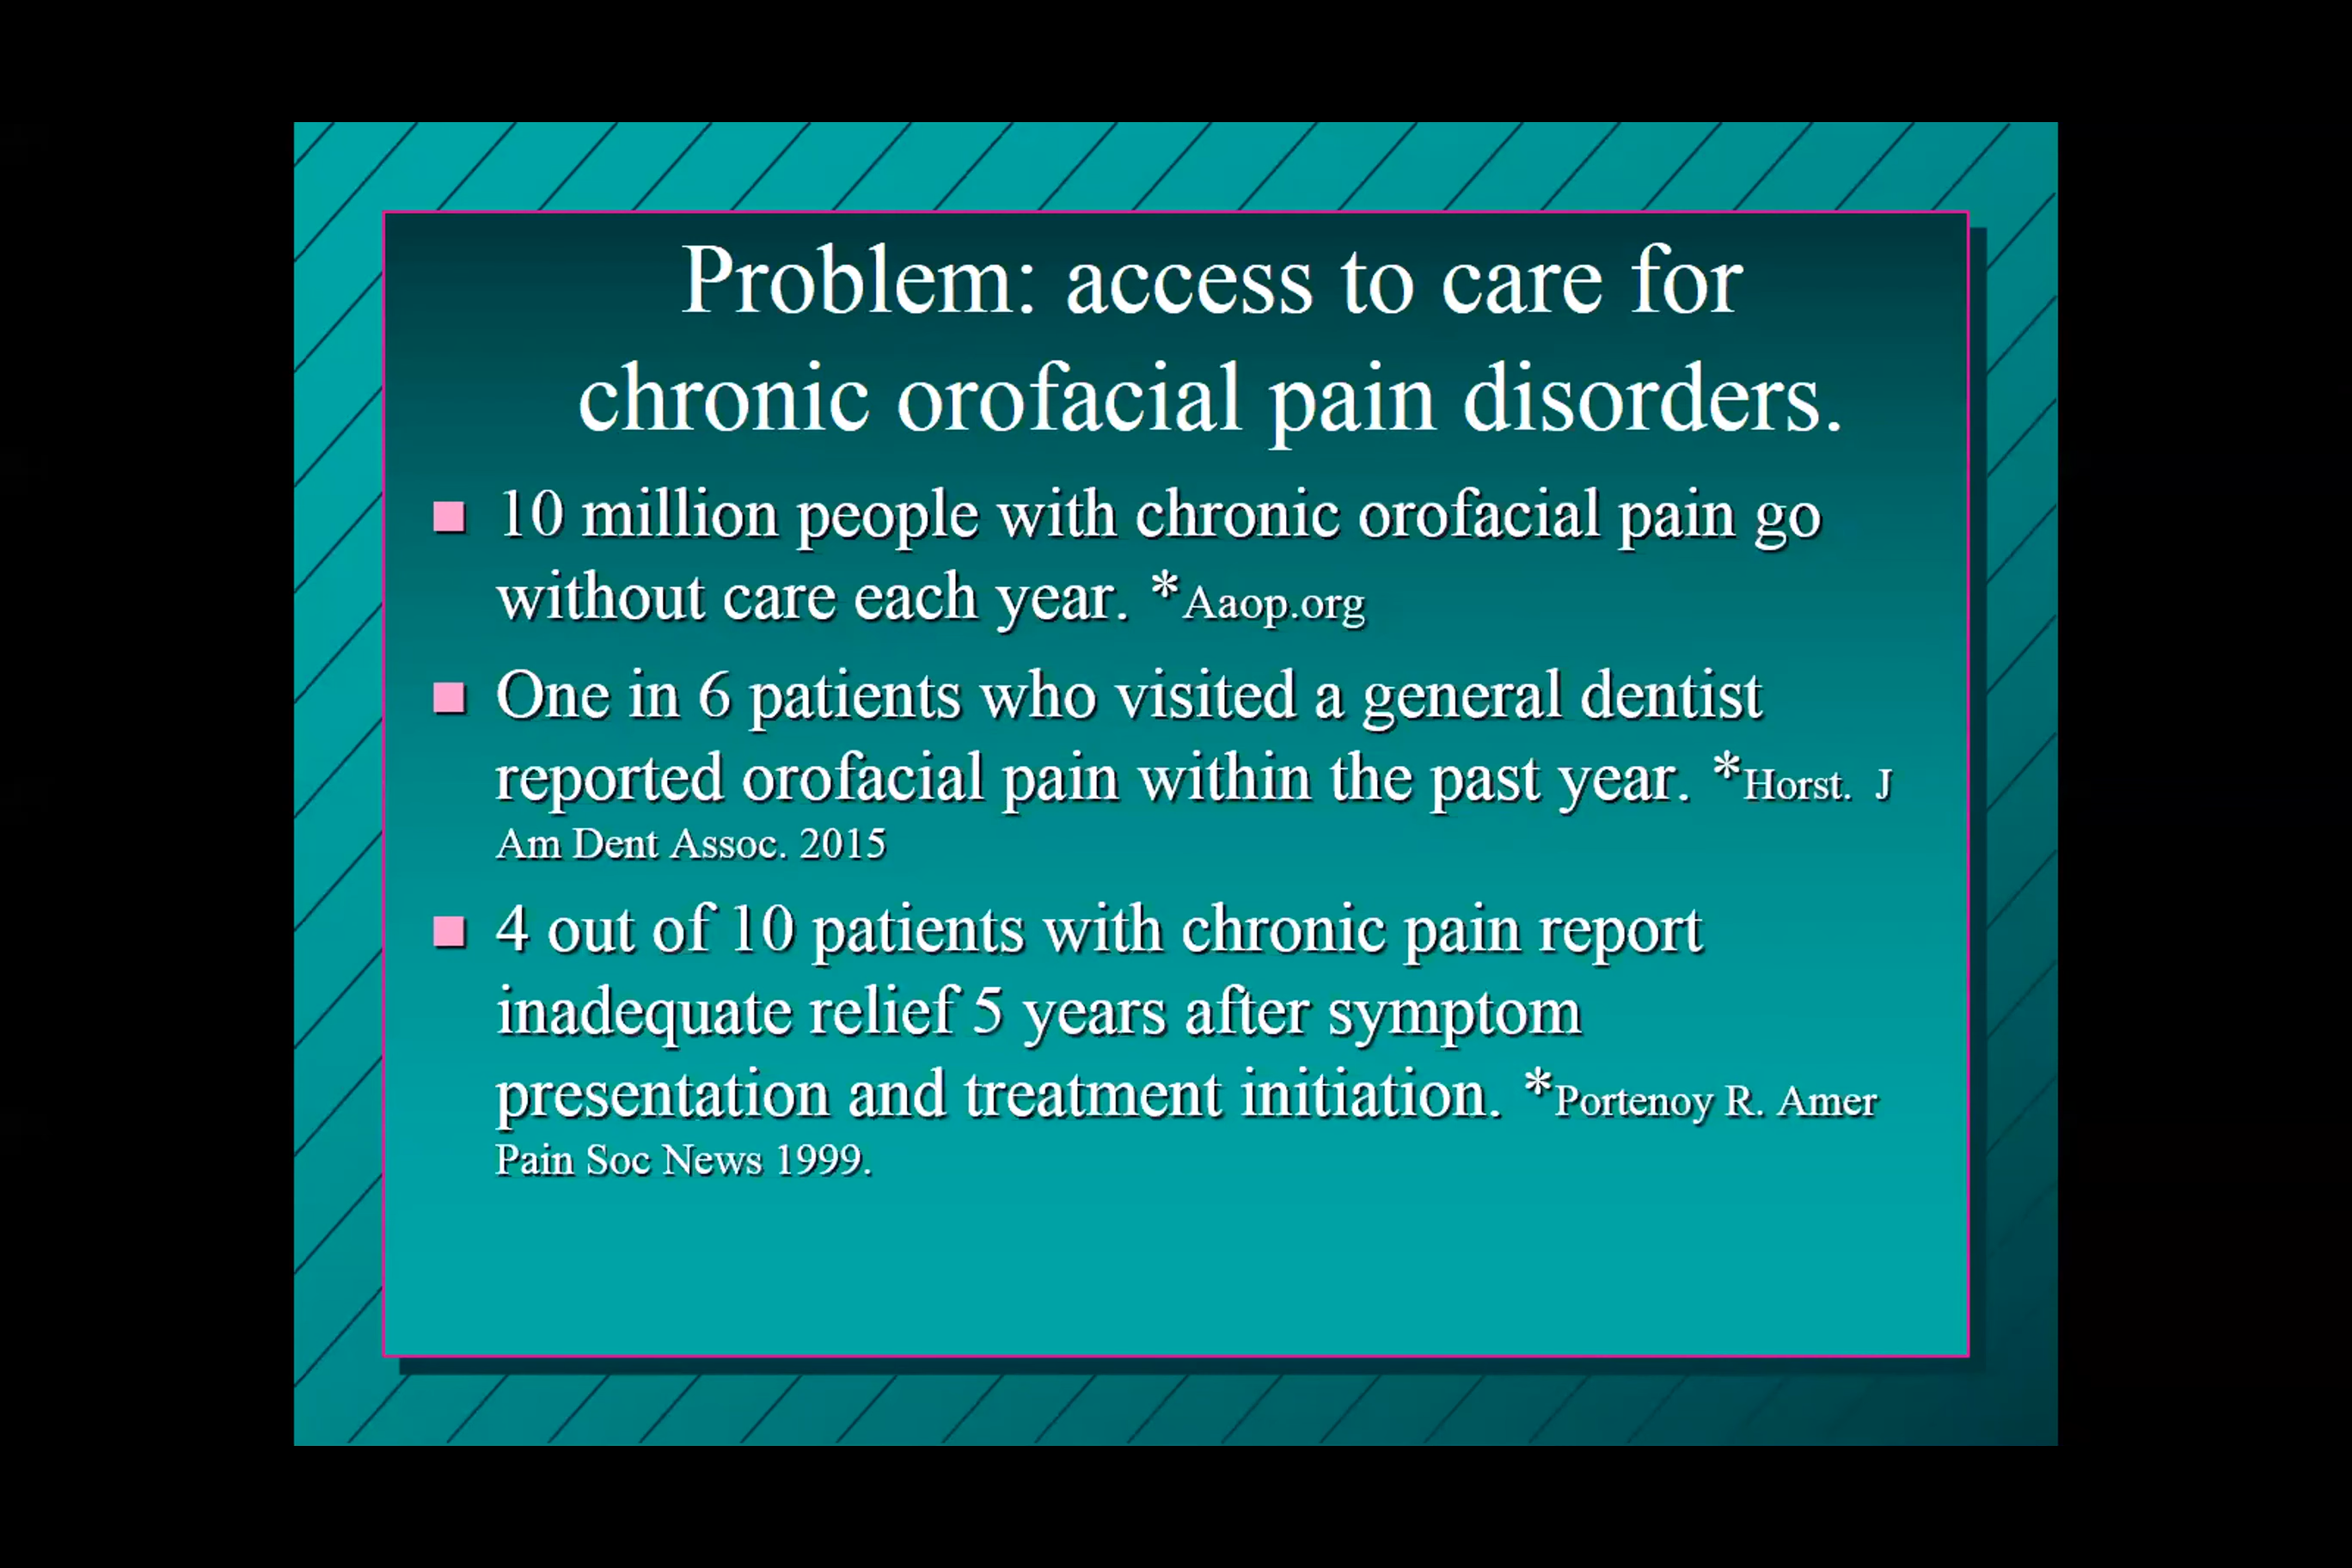 Problem: access to care for
chronic orofacial pain disorders.
10 million people with chronic orofacial pain go
without care each year. *Aaop.org
One in 6 patients who visited a general dentist
reported orofacial pain within the past year. *Horst. J
Am Dent Assoc. 2015
4 out of 10 patients with chronic pain report
inadequate relief 5 years after symptom
presentation and treatment initiation. *Portenoy R. Amer
Pain Soc News 1999.